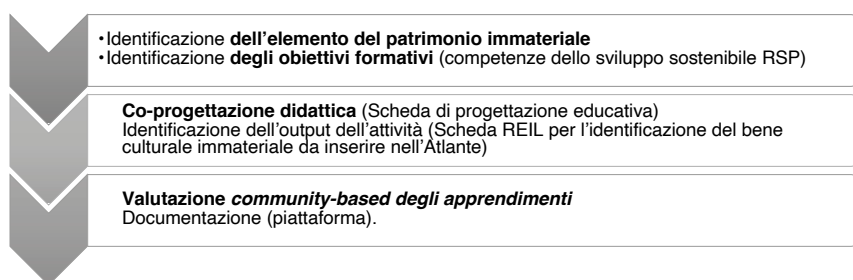 •Identificazione dell'elemento del patrimonio immateriale
•Identificazione degli obiettivi formativi (competenze dello sviluppo sostenibile RSP)
Co-progettazione didattica (Scheda di progettazione educativa)
Identificazione dell'output dell'attività (Scheda REIL per l'identificazione del bene
culturale immateriale da inserire nell'Atlante)
Valutazione community-based degli apprendimenti
Documentazione (piattaforma).